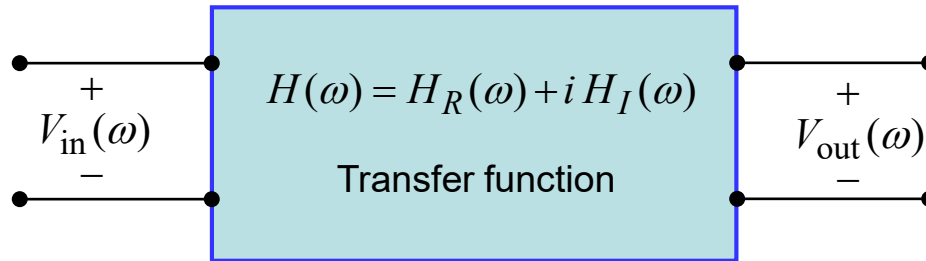 +
V_in(ω)
−
H(ω) = H_R(ω) + i H_I(ω)
Transfer function
+
V_out(ω)
−